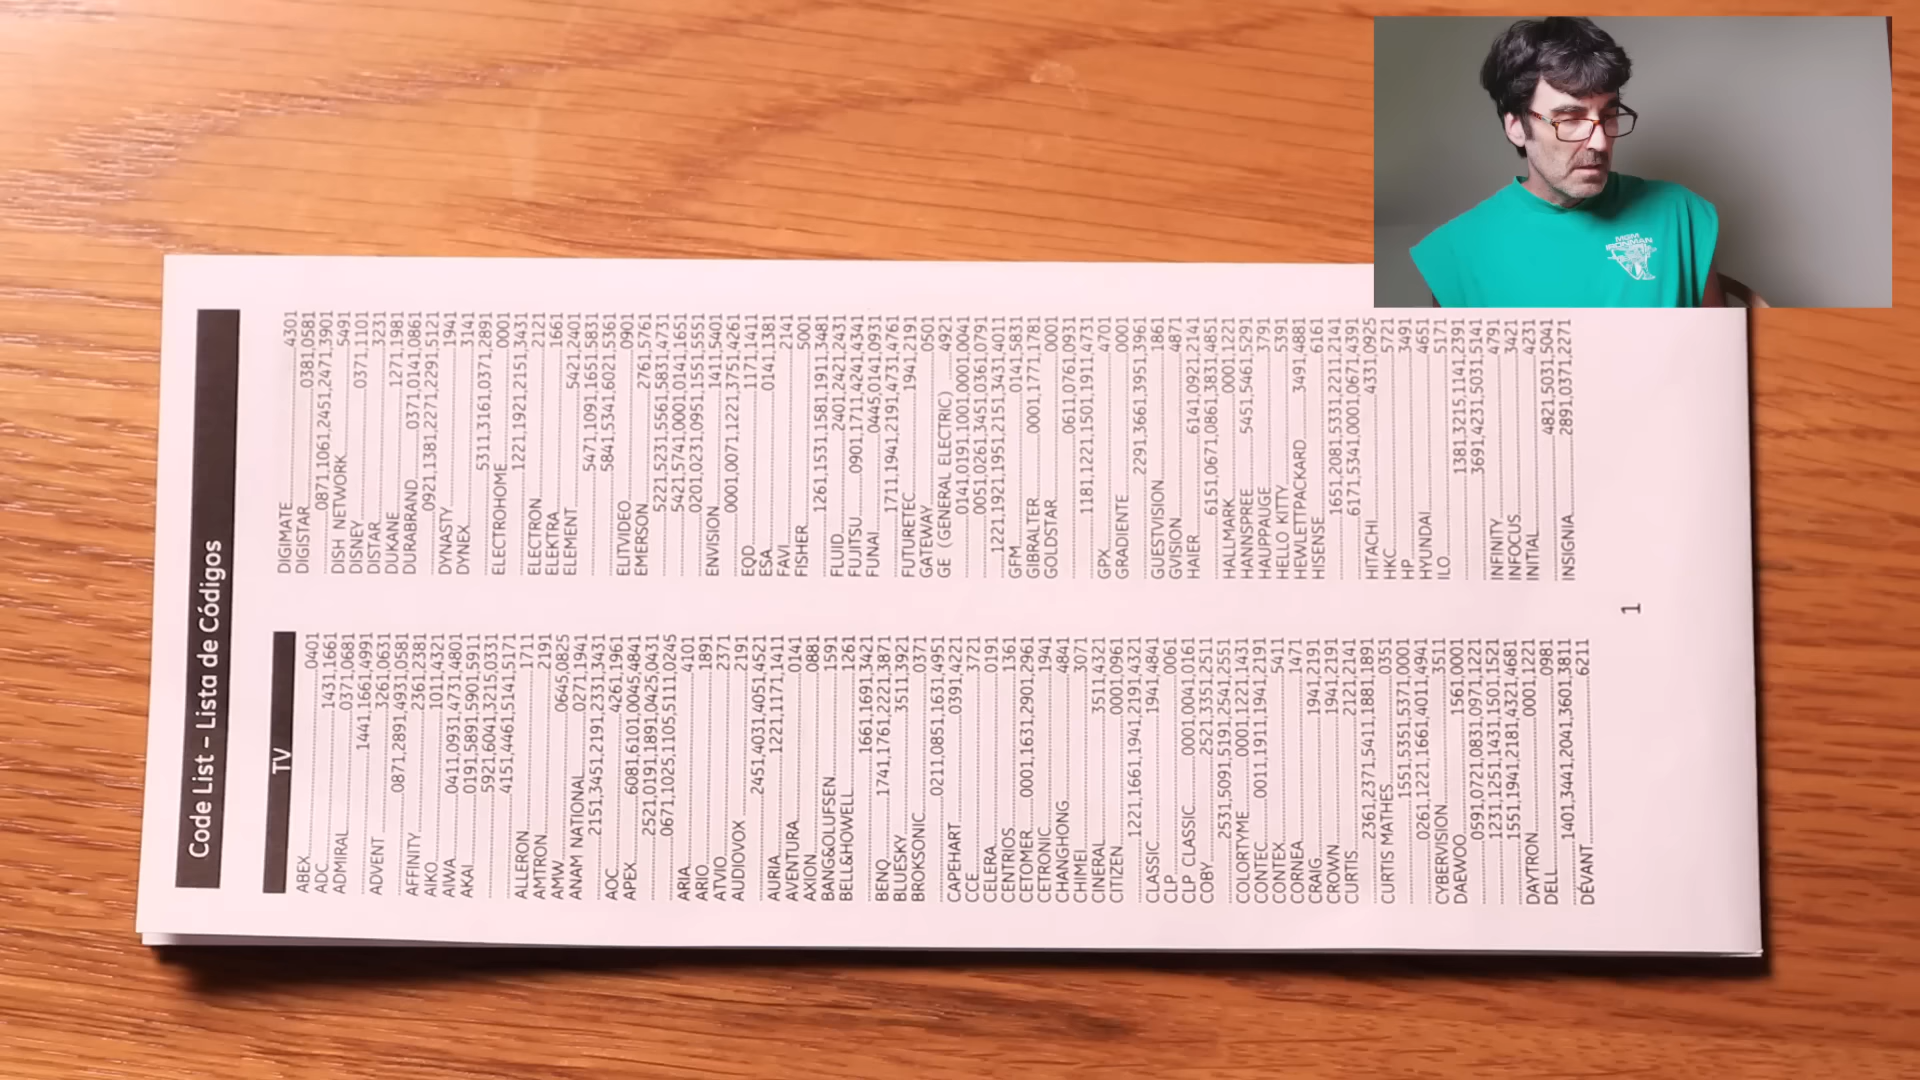 Code List – Lista de Códigos
TV
ABEX 0401
ADC 1431,1661
ADMIRAL 0371,0681
1441,1661,4991
ADVENT 3261,0631
0871,2891,4931,0581
AFFINITY 2361,2381
AIKO 1011,4321
AIWA 0411,0931,4731,4801
AKAI 0191,5891,5901,5911
5921,6041,3215,0331
4151,4461,5141,5171
ALLERON 1711
AMTRON 2191
AMW 0645,0825
ANAM NATIONAL 0271,1941
2151,3451,2191,2331,3431
AOC 4261,1961
APEX 6081,6101,0045,4841
2521,0191,1891,0425,0431
0671,1025,1105,5111,0245
ARIA 4101
ARIO 1891
ATVIO 2371
AUDIOVOX 2191
2451,4031,4051,4521
AURIA 1221,1171,1411
AVENTURA 0141
AXION 0881
BANG&OLUFSEN 1591
BELL&HOWELL 1261
1661,1691,3421
BENQ 1741,1761,2221,3871
BLUESKY 3511,3921
BROKSONIC 0371
0211,0851,1631,4951
CAPEHART 0391,4221
CCE 3721
CELERA 0191
CENTRIOS 1361
CETOMER 0001,1631,2901,2961
CETRONIC 1941
CHANGHONG 4841
CHIMEI 3071
CINERAL 3511,4321
CITIZEN 0001,0961
1221,1661,1941,2191,4321
CLASSIC 1941,4841
CLP 0061
CLP CLASSIC 0001,0041,0161
COBY 2521,3351,2511
2531,5091,5191,2541,2551
COLORTYME 0001,1221,1431
CONTEC 0011,1911,1941,2191
CONTEX 5411
CORNEA 1471
CRAIG 1941,2191
CROWN 1941,2191
CURTIS 2121,2141
2361,2371,5411,1881,1891
CURTIS MATHES 0351
1551,5351,5371,0001
0261,1221,1661,4011,4941
CYBERVISION 3511
DAEWOO 1561,0001
0591,0721,0831,0971,1221
1231,1251,1431,1501,1521
1551,1941,2181,4321,4681
DAYTRON 0001,1221
DELL 0981
1401,3441,2041,3601,3811
DEVANT 6211
DIGIMATE 4301
DIGISTAR 0381,0581
0871,1061,2451,2471,3901
DISH NETWORK 5491
DISNEY 0371,1101
DISTAR 3231
DUKANE 1271,1981
DURABRAND 0371,0141,0861
0921,1381,2271,2291,5121
DYNASTY 1941
DYNEX 3141
5311,3161,0371,2891
ELECTROHOME 0001
1221,1921,2151,3431
ELECTRON 2121
ELEKTRA 1661
ELEMENT 5421,2401
5471,1091,1651,5831
5841,5341,6021,5361
ELITVIDEO 0901
EMERSON 2761,5761
5221,5231,5561,5831,4731
5421,5741,0001,0141,1651
0201,0231,0951,1551,5551
ENVISION 1411,5401
0001,0071,1221,3751,4261
EQD 1171,1411
ESA 0141,1381
FAVI 2141
FISHER 5001
1261,1531,1581,1911,3481
FLUID 2401,2421,2431
FUJITSU 0901,1711,4241,4341
FUNAI 0445,0141,0931
1711,1941,2191,4731,4761
FUTURETEC 1941,2191
GATEWAY 0501
GE (GENERAL ELECTRIC) 4921
0141,0191,1001,0001,0041
0051,0261,3451,0361,0791
1221,1921,1951,2151,3431,4011
GFM 0141,5831
GIBRALTER 0001,1771,1781
GOLDSTAR 0001
0611,0761,0931
1181,1221,1501,1911,4731
GPX 4701
GRADIENTE 0001
2291,3661,3951,3961
GUESTVISION 1861
GVISION 4871
HAIER 6141,0921,2141
6151,0671,0861,3831,4851
HALLMARK 0001,1221
HANNSPREE 5451,5461,5291
HAUPPAUGE 3791
HELLO KITTY 5391
HEWLETTPACKARD 3491,4881
HISENSE 6161
1651,2081,5331,2211,2141
6171,5341,0001,0671,4391
HITACHI 4331,0925
HKC 5721
HP 3491
HYUNDAI 4651
ILO 5171
1381,3215,1141,2391
3691,4231,5031,5141
INFINITY 4791
INFOCUS 3421
INITIAL 4231
4821,5031,5041
INSIGNIA 2891,0371,2271
1
MGM
IRONMAN